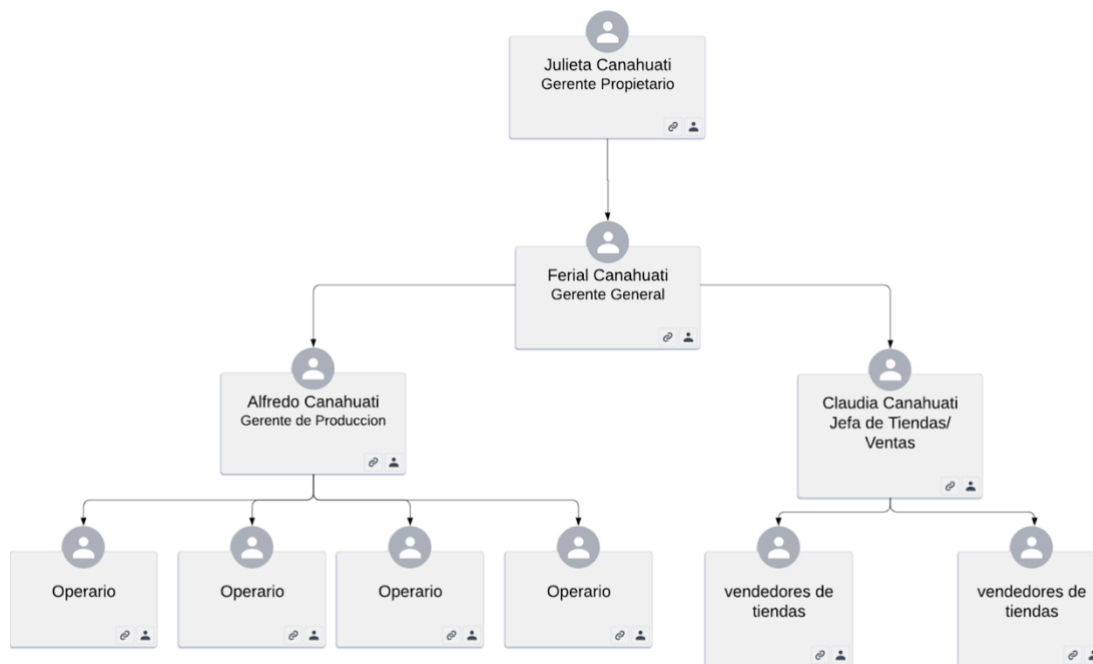 Julieta Canahuati
Gerente Propietario
Ferial Canahuati
Gerente General
Alfredo Canahuati
Gerente de Produccion
Claudia Canahuati
Jefa de Tiendas/
Ventas
Operario
Operario
Operario
Operario
vendedores de
tiendas
vendedores de
tiendas